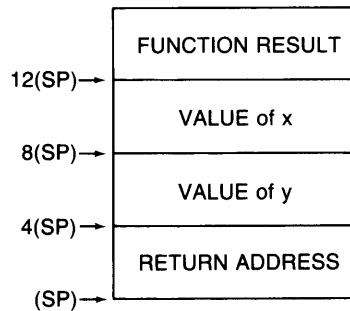 FUNCTION RESULT
12(SP)
VALUE of x
8(SP)
VALUE of y
4(SP)
RETURN ADDRESS
(SP)